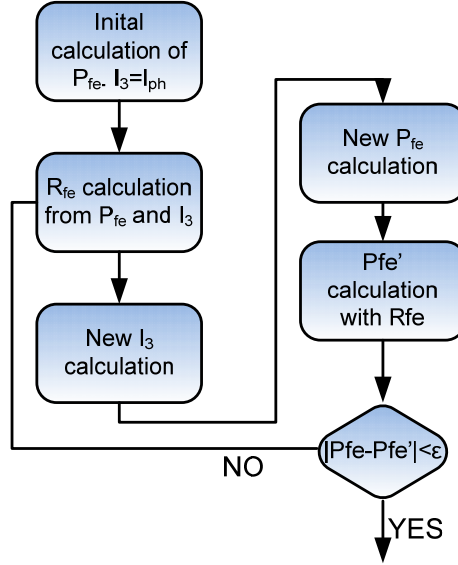 Inital
calculation of
Pfe. I3=Iph
Rfe calculation
from Pfe and I3
New I3
calculation
New Pfe
calculation
Pfe'
calculation
with Rfe
|Pfe-Pfe'|<ε
NO
YES